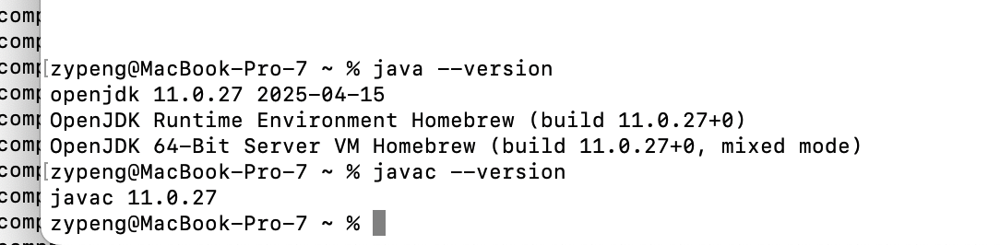 comp
comp
comp[zypeng@MacBook-Pro-7 ~ % java --version
comp openjdk 11.0.27 2025-04-15
comp OpenJDK Runtime Environment Homebrew (build 11.0.27+0)
comp OpenJDK 64-Bit Server VM Homebrew (build 11.0.27+0, mixed mode)
comp[zypeng@MacBook-Pro-7 ~ % javac --version
comp javac 11.0.27
comp zypeng@MacBook-Pro-7 ~ %